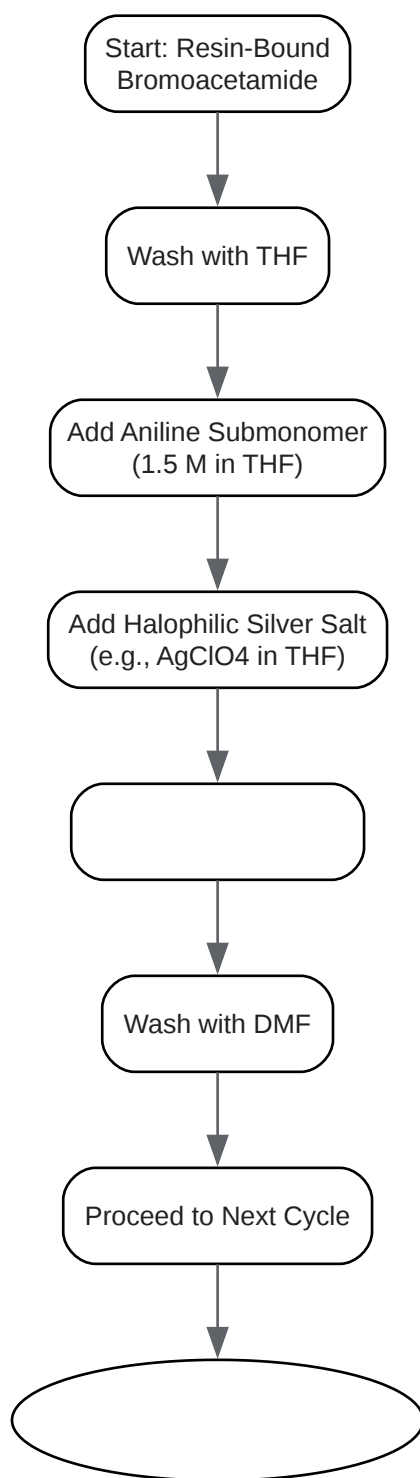 Start: Resin-Bound
Bromoacetamide
Wash with THF
Add Aniline Submonomer
(1.5 M in THF)
Add Halophilic Silver Salt
(e.g., AgClO4 in THF)
Wash with DMF
Proceed to Next Cycle